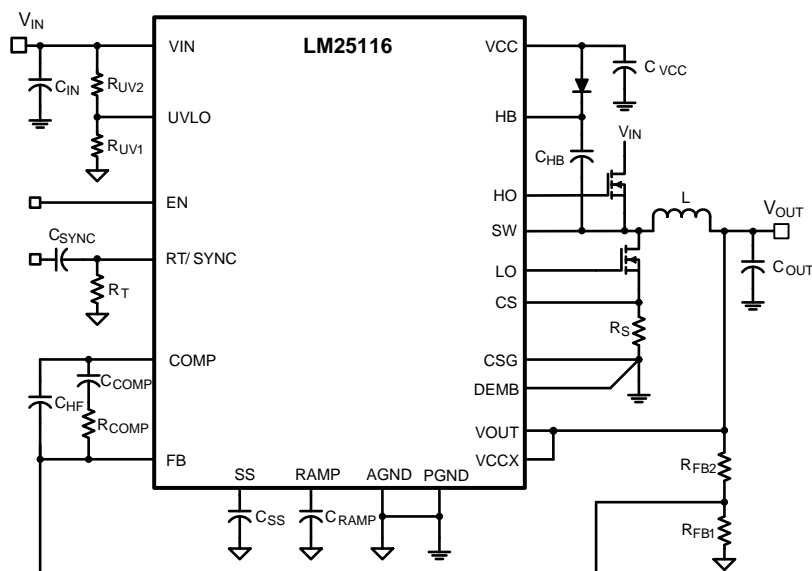 VIN
LM25116
VIN
VCC
CVCC
CIN
RUV2
UVLO
HB
VIN
RUV1
CHB
EN
HO
L
VOUT
CSYNC
SW
RT/SYNC
LO
COUT
RT
CS
RS
COMP
CSG
CCOMP
DEMB
CHF
RCOMP
VOUT
FB
VCCX
SS
RAMP
AGND
PGND
RFB2
CSS
CRAMP
RFB1